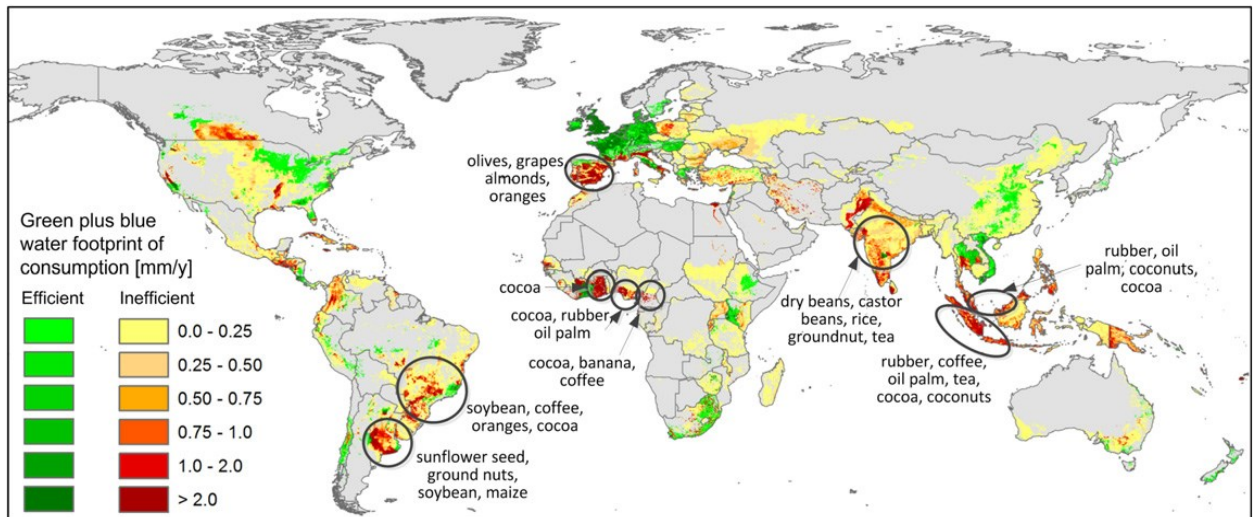 olives, grapes
almonds,
oranges
Green plus blue
water footprint of
consumption [mm/y]
Efficient Inefficient
0.0 - 0.25
0.25 - 0.50
0.50 - 0.75
0.75 - 1.0
1.0 - 2.0
> 2.0
cocoa
cocoa, rubber,
oil palm
cocoa, banana,
coffee
soybean, coffee,
oranges, cocoa
sunflower seed,
ground nuts,
soybean, maize
dry beans, castor
beans, rice,
groundnut, tea
rubber, oil
palm, coconuts,
cocoa
rubber, coffee,
oil palm, tea,
cocoa, coconuts